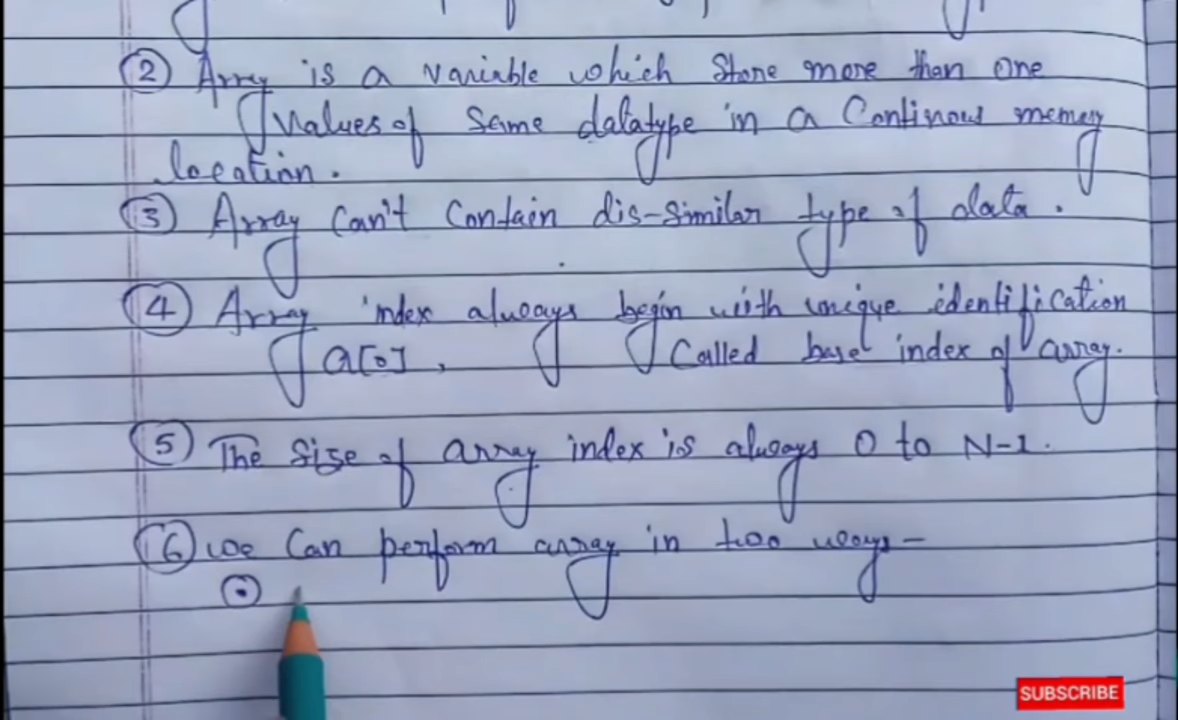 ② Array is a variable which Store more than one
values of same datatype in a Continous memory
location.
③ Array Can't Contain dis-similar type of data.
④ Array index always begin with unique identification
a[0], Called base index of array.
⑤ The size of array index is always 0 to N-1.
⑥ we Can perform array in two ways-
SUBSCRIBE